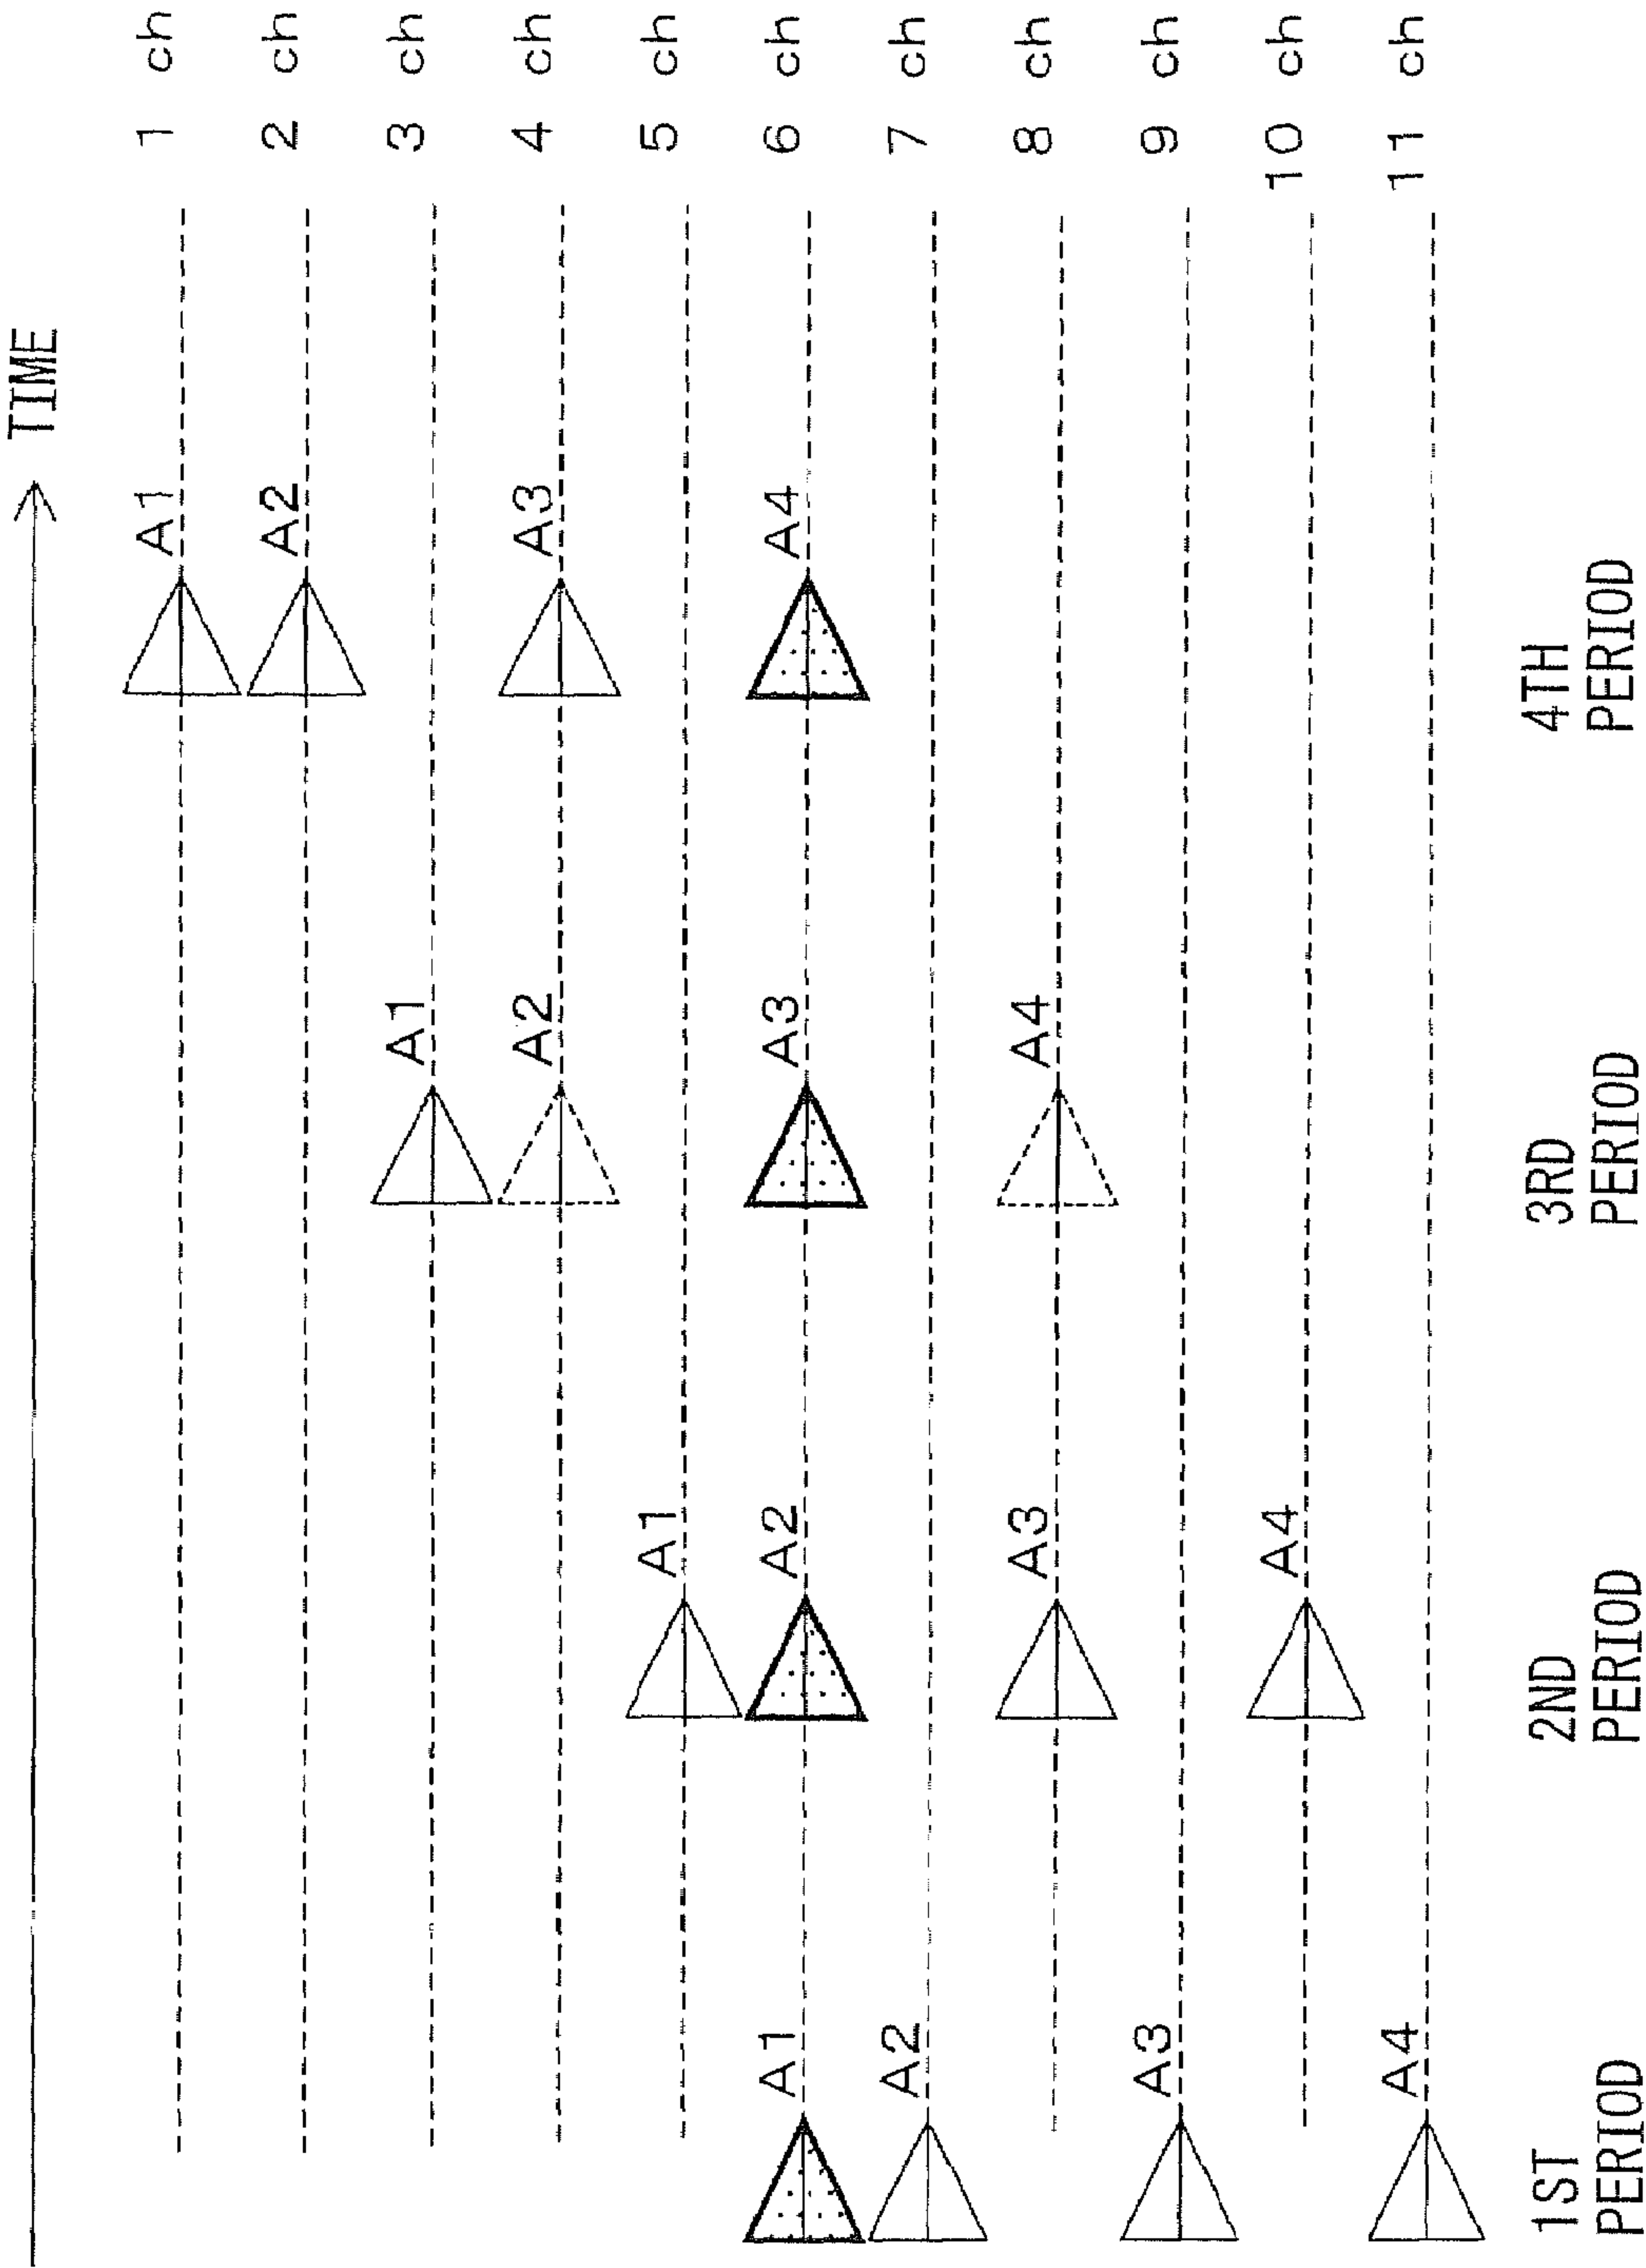 TIME
A1
1 ch
A2
2 ch
A1
3 ch
A2
A3
4 ch
A1
5 ch
A1
A2
A3
A4
6 ch
A2
7 ch
A3
A4
8 ch
A3
9 ch
A4
10 ch
A4
11 ch
1ST
PERIOD
2ND
PERIOD
3RD
PERIOD
4TH
PERIOD